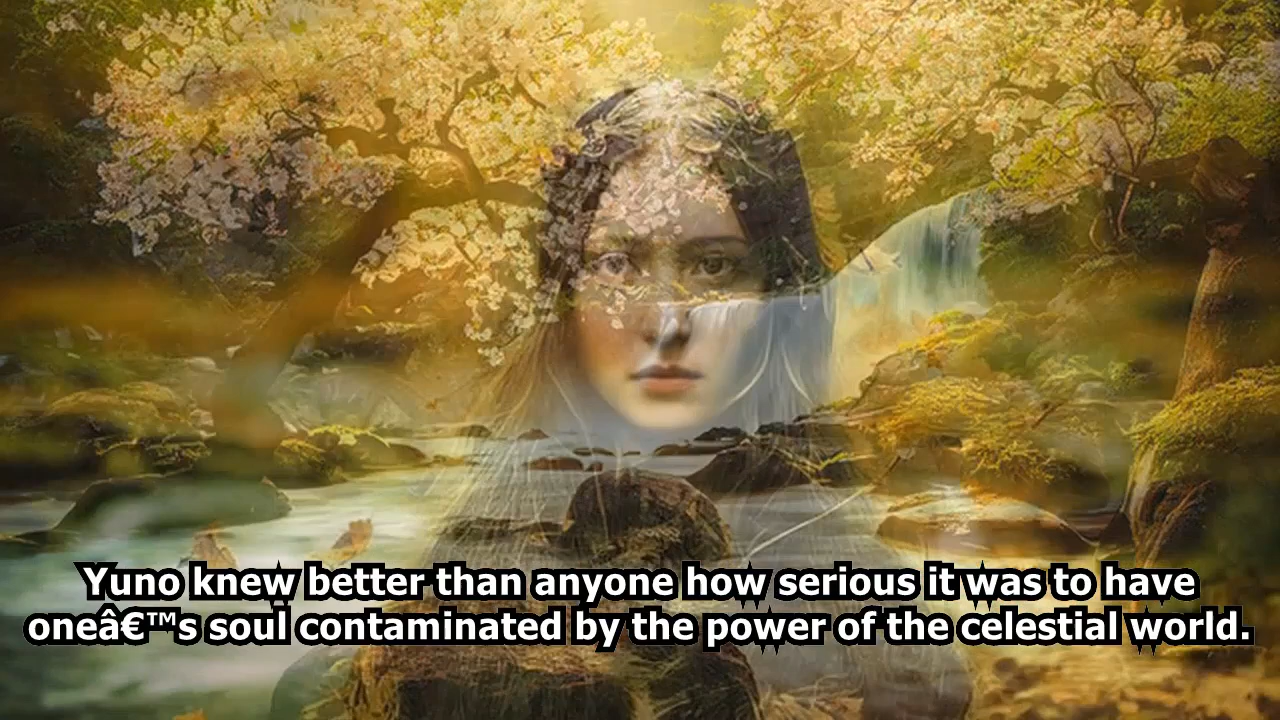 Yuno knew better than anyone how serious it was to have
oneâ€™s soul contaminated by the power of the celestial world.